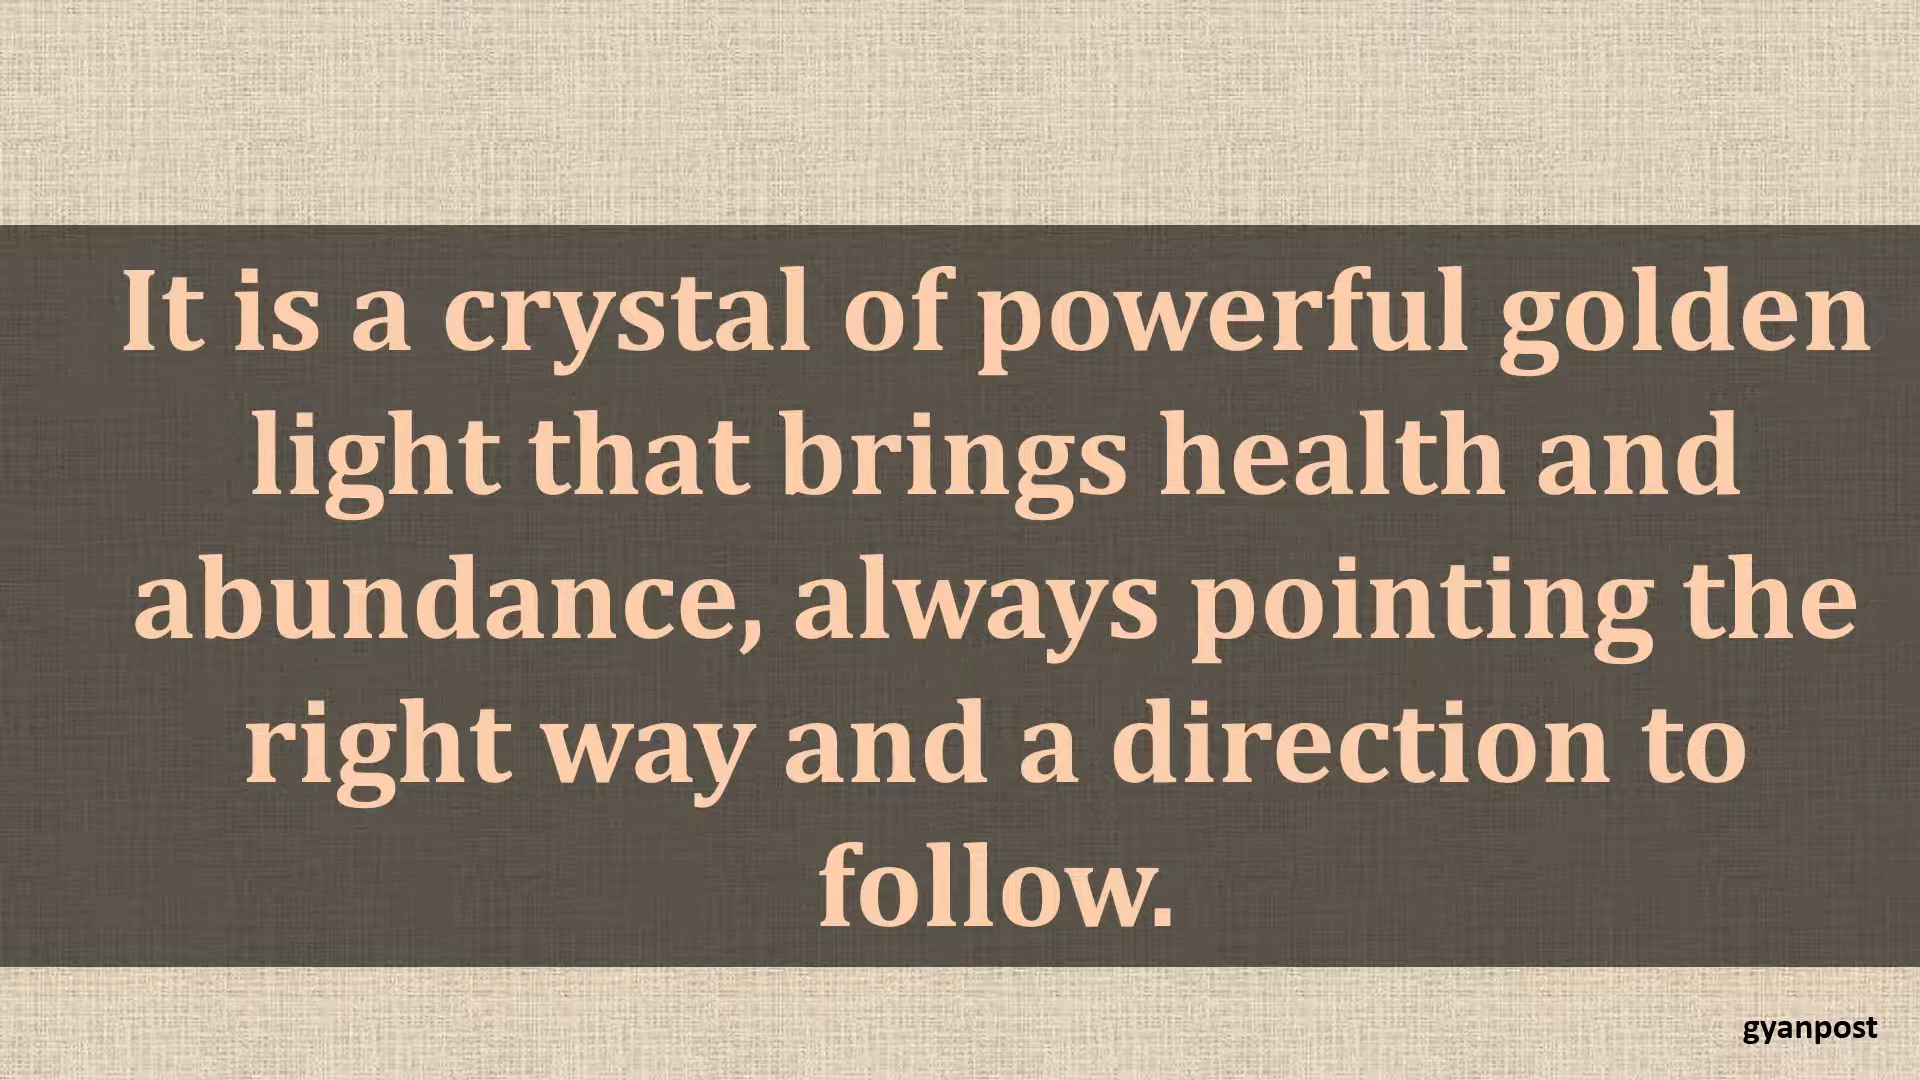 It is a crystal of powerful golden
light that brings health and
abundance, always pointing the
right way and a direction to
follow.
gyanpost